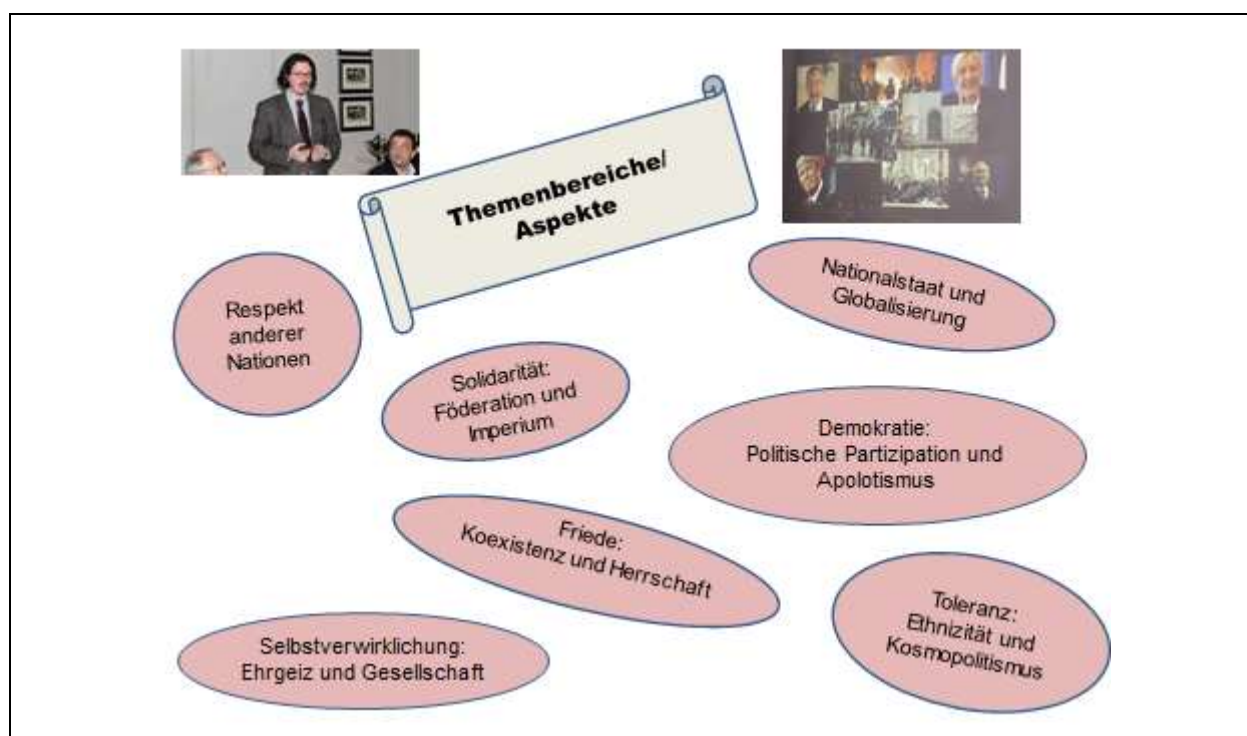 Themenbereiche/
Aspekte
Respekt
anderer
Nationen
Nationalstaat und
Globalisierung
Solidarität:
Föderation und
Imperium
Demokratie:
Politische Partizipation und
Apolotismus
Friede:
Koexistenz und Herrschaft
Toleranz:
Ethnizität und
Kosmopolitismus
Selbstverwirklichung:
Ehrgeiz und Gesellschaft